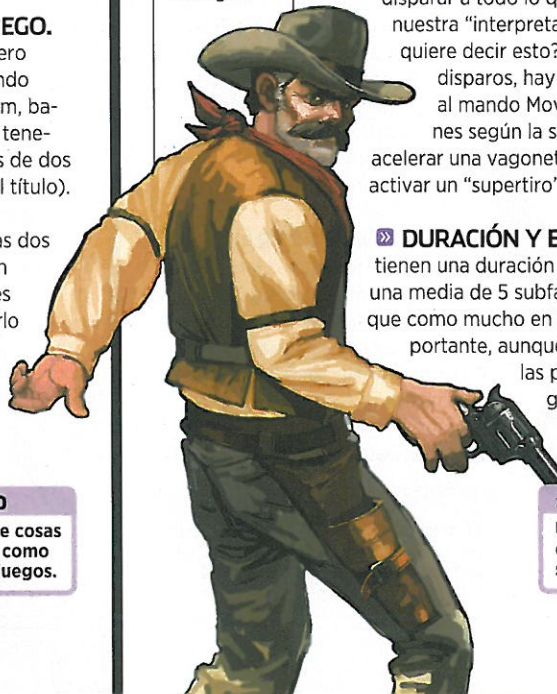 EGO.
ero
ndo
m, ba-
tene-
s de dos
l título).
as dos
n
es
rlo
O
e cosas
como
uegos.
disparar a todo lo q
nuestra "interpreta
quiere decir esto?
disparos, hay
al mando Mov
nes según la s
acelerar una vagonet
activar un "supertiro"
DURACIÓN Y E
tienen una duración
una media de 5 subfa
que como mucho en
portante, aunque
las p
g